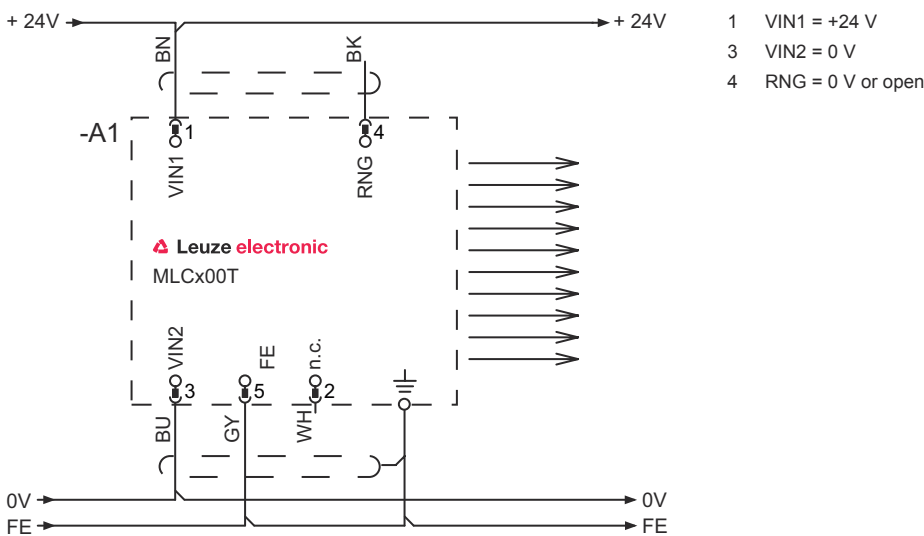 + 24V
+ 24V
1 VIN1 = +24 V
3 VIN2 = 0 V
4 RNG = 0 V or open
BN
BK
-A1
1
4
VIN1
RNG
Leuze electronic
MLCx00T
VIN2
FE
n.c.
3
5
2
BU
GY
WH
0V
0V
FE
FE